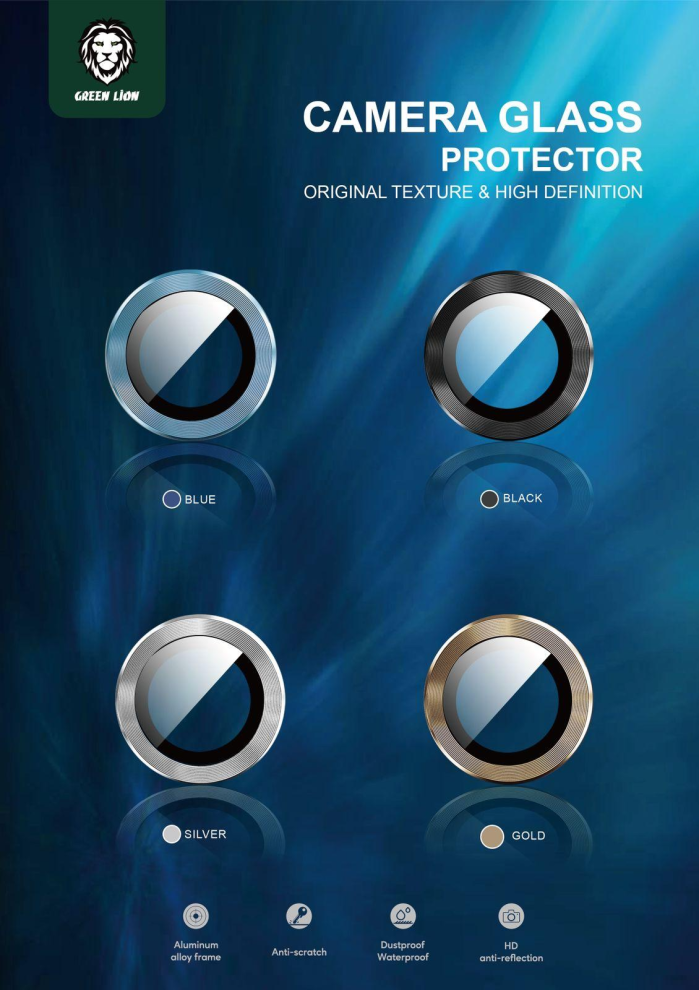 GREEN LION
CAMERA GLASS
PROTECTOR
ORIGINAL TEXTURE & HIGH DEFINITION
BLUE
BLACK
SILVER
GOLD
Aluminum
alloy frame
Anti-scratch
Dustproof
Waterproof
HD
anti-reflection